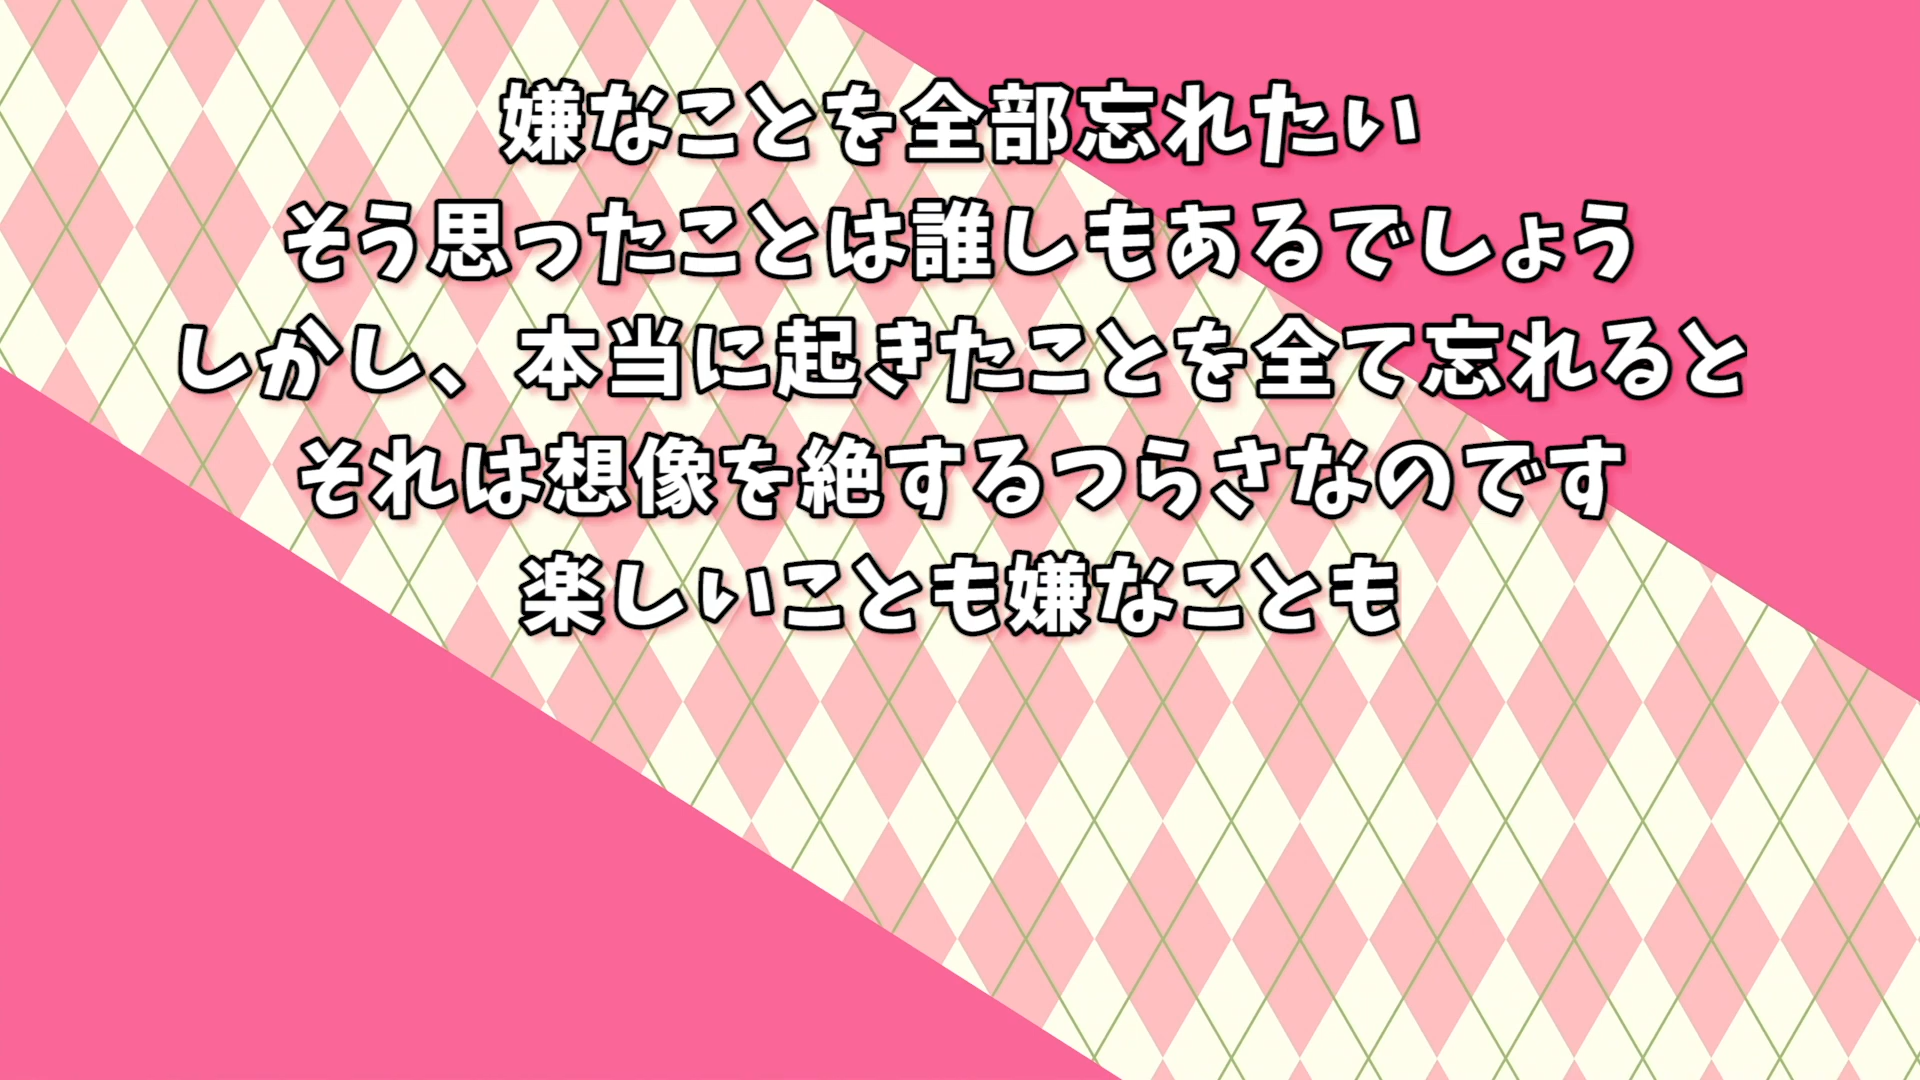 嫌なことを全部忘れたい
そう思ったことは誰しもあるでしょう
しかし、本当に起きたことを全て忘れると
それは想像を絶するつらさなのです
楽しいことも嫌なことも